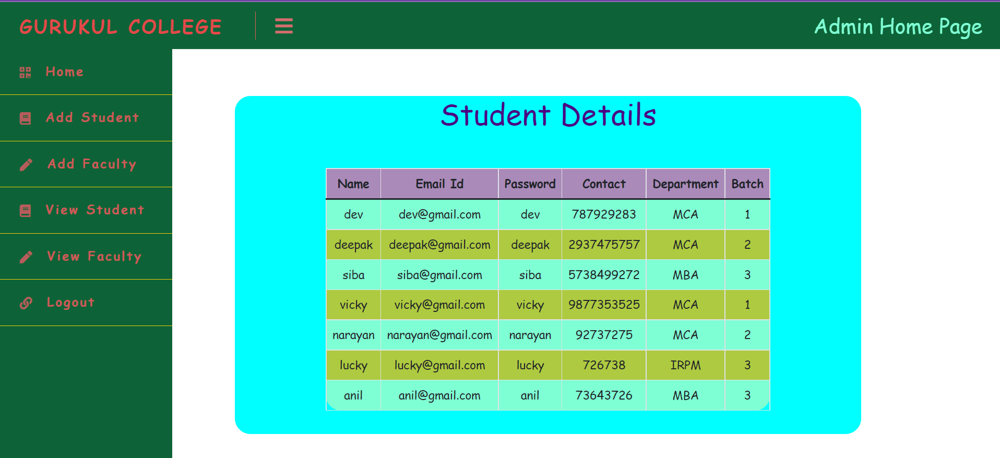 GURUKUL COLLEGE
Admin Home Page
Home
Add Student
Add Faculty
View Student
View Faculty
Logout
Student Details
Name Email Id Password Contact Department Batch
dev dev@gmail.com dev 787929283 MCA 1
deepak deepak@gmail.com deepak 2937475757 MCA 2
siba siba@gmail.com siba 5738499272 MBA 3
vicky vicky@gmail.com vicky 9877353525 MCA 1
narayan narayan@gmail.com narayan 92737275 MCA 2
lucky lucky@gmail.com lucky 726738 IRPM 3
anil anil@gmail.com anil 73643726 MBA 3